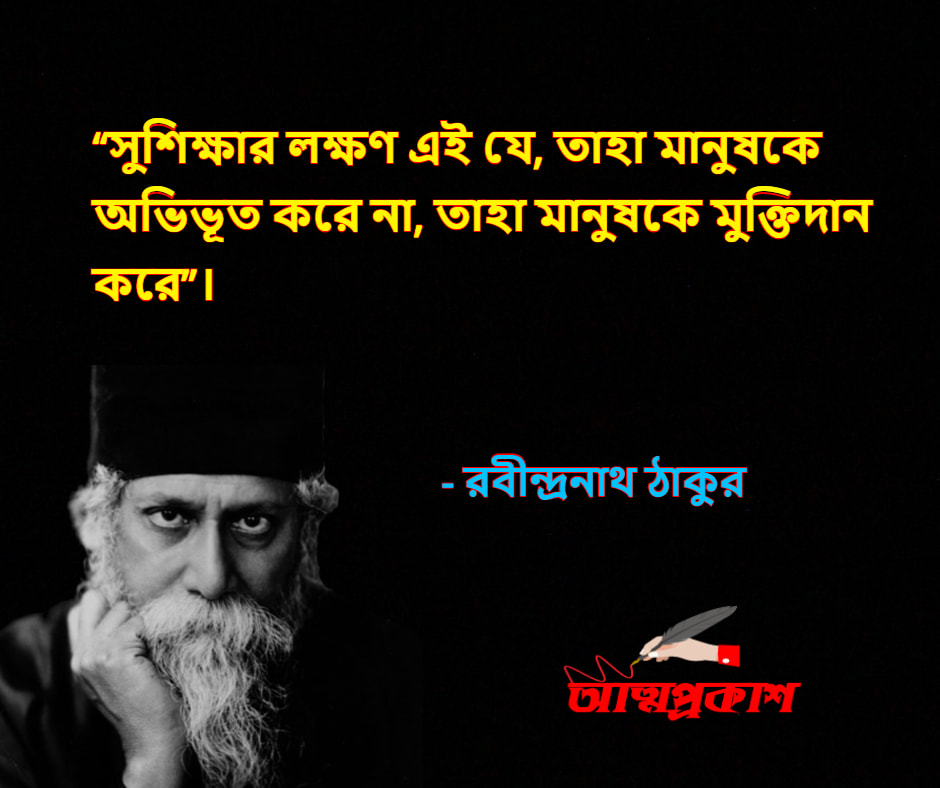 “সুশিক্ষার লক্ষণ এই যে, তাহা মানুষকে
অভিভূত করে না, তাহা মানুষকে মুক্তিদান
করে”।
- রবীন্দ্রনাথ ঠাকুর
আত্মপ্রকাশ